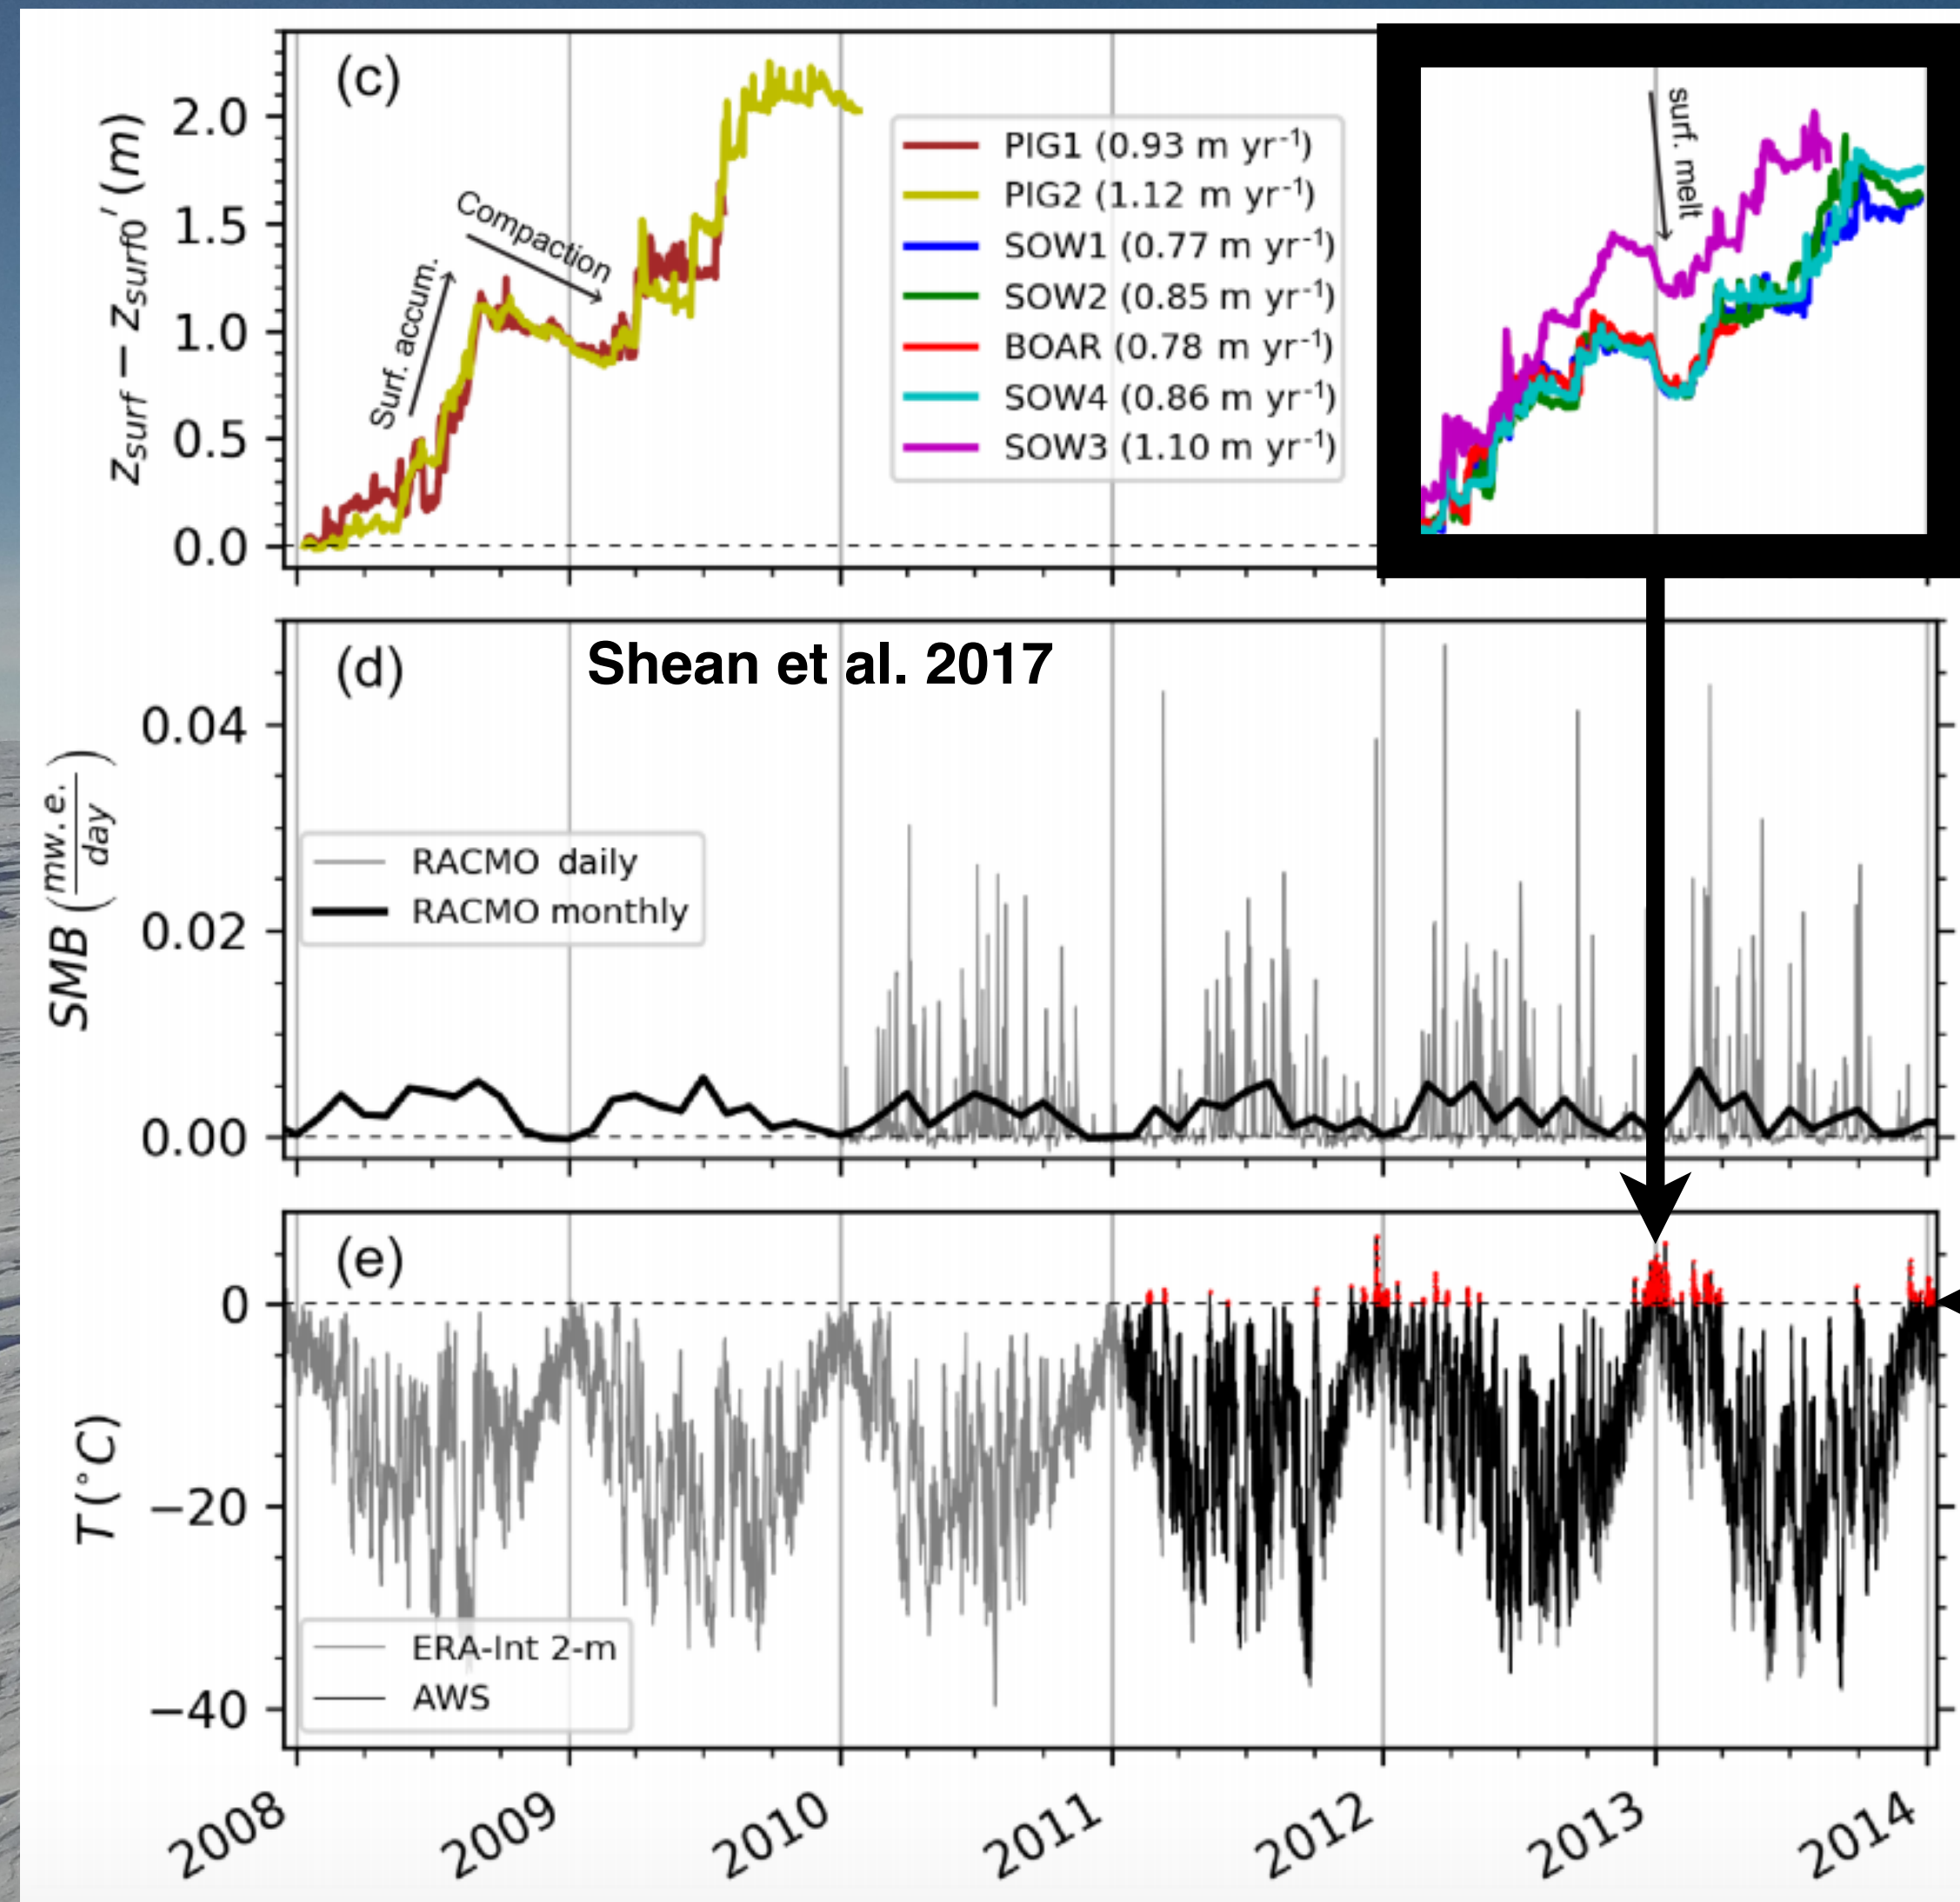 (c)
z_surf − z_surf0′ (m)
2.0
1.5
1.0
0.5
0.0
Surf. accum.
Compaction
PIG1 (0.93 m yr⁻¹)
PIG2 (1.12 m yr⁻¹)
SOW1 (0.77 m yr⁻¹)
SOW2 (0.85 m yr⁻¹)
BOAR (0.78 m yr⁻¹)
SOW4 (0.86 m yr⁻¹)
SOW3 (1.10 m yr⁻¹)
surf. melt
(d)
Shean et al. 2017
SMB (mw.e./day)
0.04
0.02
0.00
RACMO daily
RACMO monthly
(e)
T (°C)
0
−20
−40
ERA-Int 2-m
AWS
2008
2009
2010
2011
2012
2013
2014